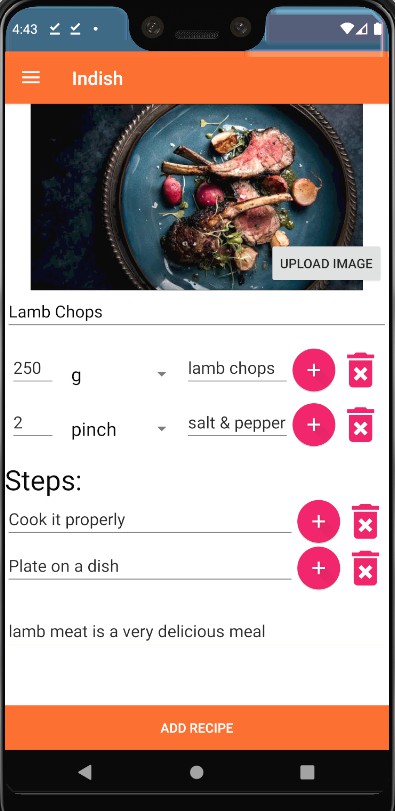 4:43
Indish
UPLOAD IMAGE
Lamb Chops
250 g lamb chops
2 pinch salt & pepper
Steps:
Cook it properly
Plate on a dish
lamb meat is a very delicious meal
ADD RECIPE